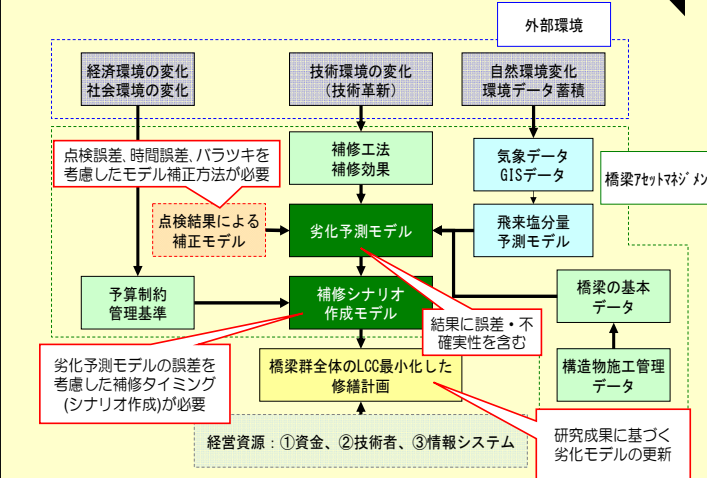 外部環境
経済環境の変化
社会環境の変化
技術環境の変化
(技術革新)
自然環境変化
環境データ蓄積
点検誤差、時間誤差、バラツキを
考慮したモデル補正方法が必要
補修工法
補修効果
気象データ
GISデータ
橋梁アセットマネジメン
点検結果による
補正モデル
劣化予測モデル
飛来塩分量
予測モデル
予算制約
管理基準
補修シナリオ
作成モデル
結果に誤差・不
確実性を含む
橋梁の基本
データ
劣化予測モデルの誤差を
考慮した補修タイミング
(シナリオ作成)が必要
橋梁群全体のLCC最小化した
修繕計画
構造物施工管理
データ
経営資源：①資金、②技術者、③情報システム
研究成果に基づく
劣化モデルの更新